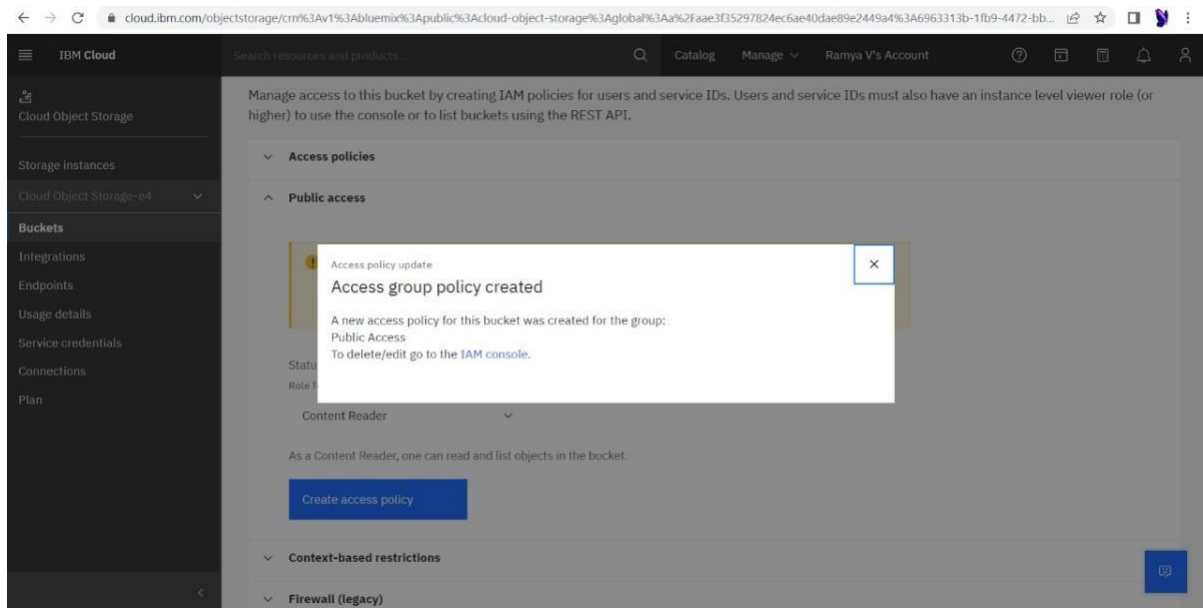 cloud.ibm.com/objectstorage/crn%3Av1%3Abluemix%3Apublic%3Acloud-object-storage%3Aglobal%3Aa%2Faae3f35297824ec6ae40dae89e2449a4%3A6963313b-1fb9-4472-bb...
IBM Cloud
Search resources and products...
Catalog
Manage
Ramya V's Account
Cloud Object Storage
Storage instances
Cloud Object Storage-e4
Buckets
Integrations
Endpoints
Usage details
Service credentials
Connections
Plan
Manage access to this bucket by creating IAM policies for users and service IDs. Users and service IDs must also have an instance level viewer role (or
higher) to use the console or to list buckets using the REST API.
Access policies
Public access
Access policy update
Access group policy created
A new access policy for this bucket was created for the group:
Public Access
To delete/edit go to the IAM console.
Statu
Role f
Content Reader
As a Content Reader, one can read and list objects in the bucket.
Create access policy
Context-based restrictions
Firewall (legacy)